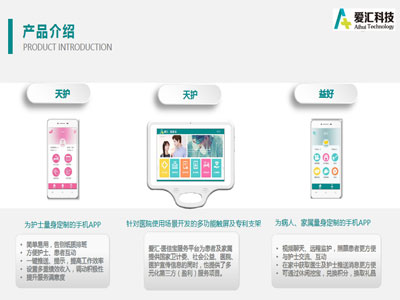 产品介绍
PRODUCT INTRODUCTION
爱汇科技
Aihui Technology
天护
天护
益好
为护士量身定制的手机APP
针对医院使用场景开发的多功能触屏及专用支架
为病人、家属量身定制的手机APP
简单易用，告别纸质排班
方便护士、患者互动
一键推送、提示，提高工作效率
设置多重绩效收入，调动积极性
提升服务满意度
爱汇·医佳宝服务平台为患者及家属
提供国家卫计委、社会公益、医院、
医护宣传信息的同时，也提供了多
元化第三方（盈利）服务项目。
视频聊天、远程监护，照顾患者更方便
与护士交流、互动
在家中获取医生及护士推送消息更方便
可通过休闲挖宝，兑换积分，换取礼品